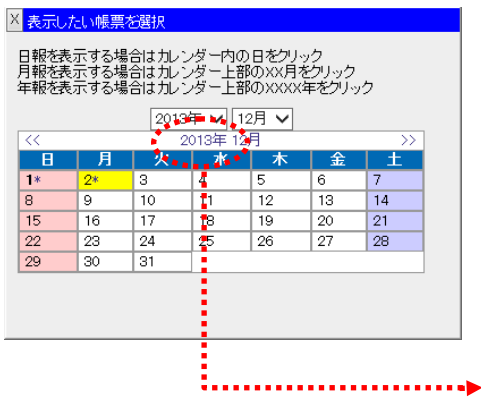 X 表示したい帳票を選択
日報を表示する場合はカレンダー内の日をクリック
月報を表示する場合はカレンダー上部のXX月をクリック
年報を表示する場合はカレンダー上部のXXXX年をクリック
2013年 12月
<< 2013年 12月 >>
日 月 火 水 木 金 土
1* 2* 3 4 5 6 7
8 9 10 11 12 13 14
15 16 17 18 19 20 21
22 23 24 25 26 27 28
29 30 31